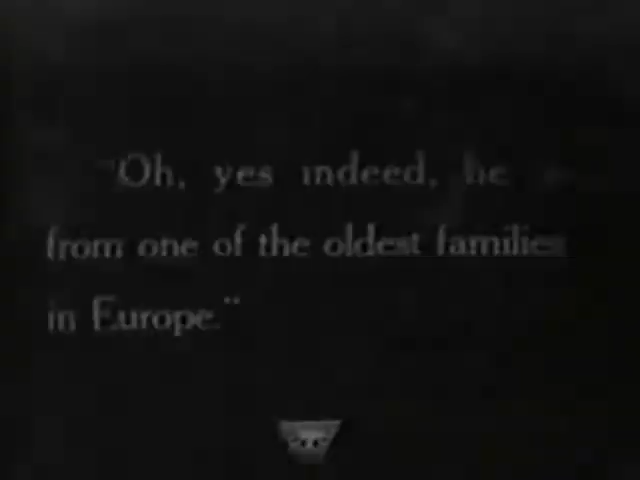 "Oh, yes indeed, he
from one of the oldest families
in Europe."